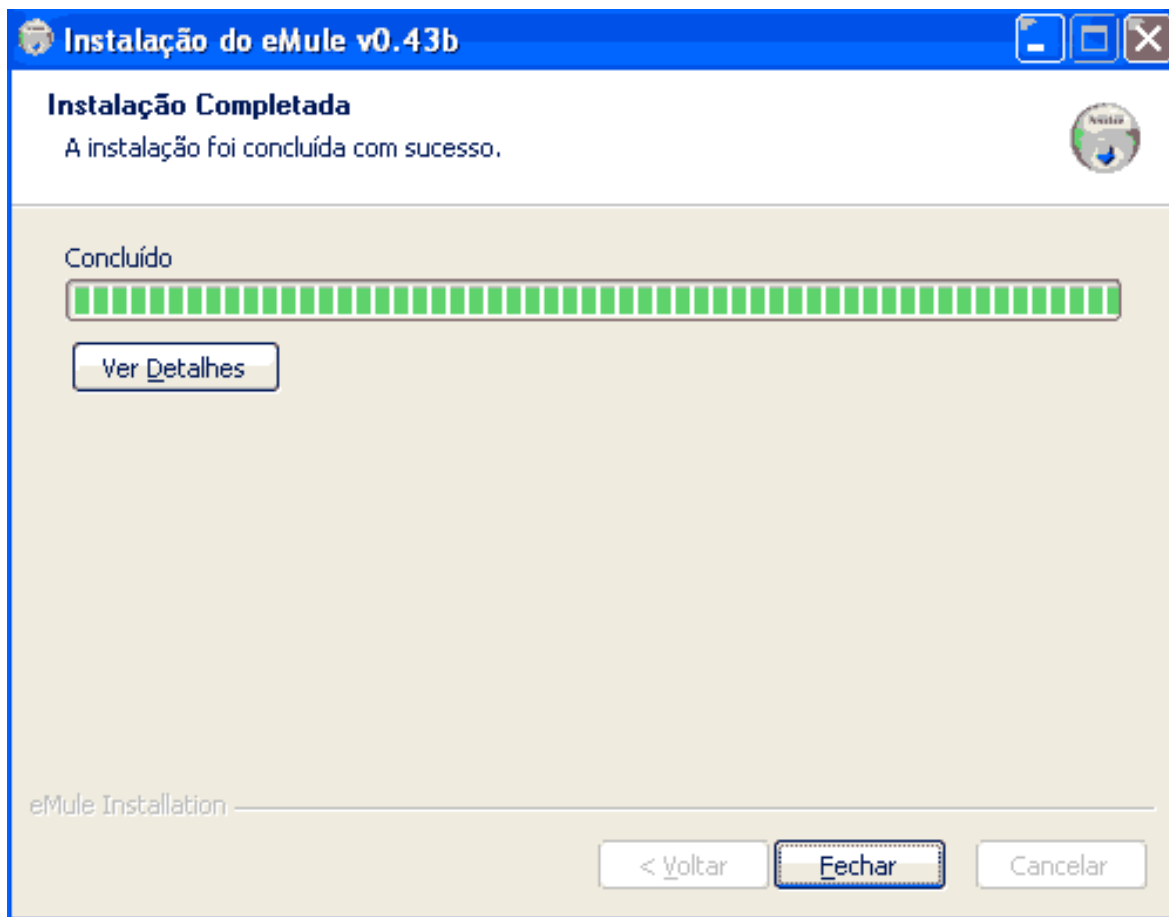 Instalação do eMule v0.43b
Instalação Completada
A instalação foi concluída com sucesso.
Concluído
Ver Detalhes
eMule Installation
< Voltar
Fechar
Cancelar